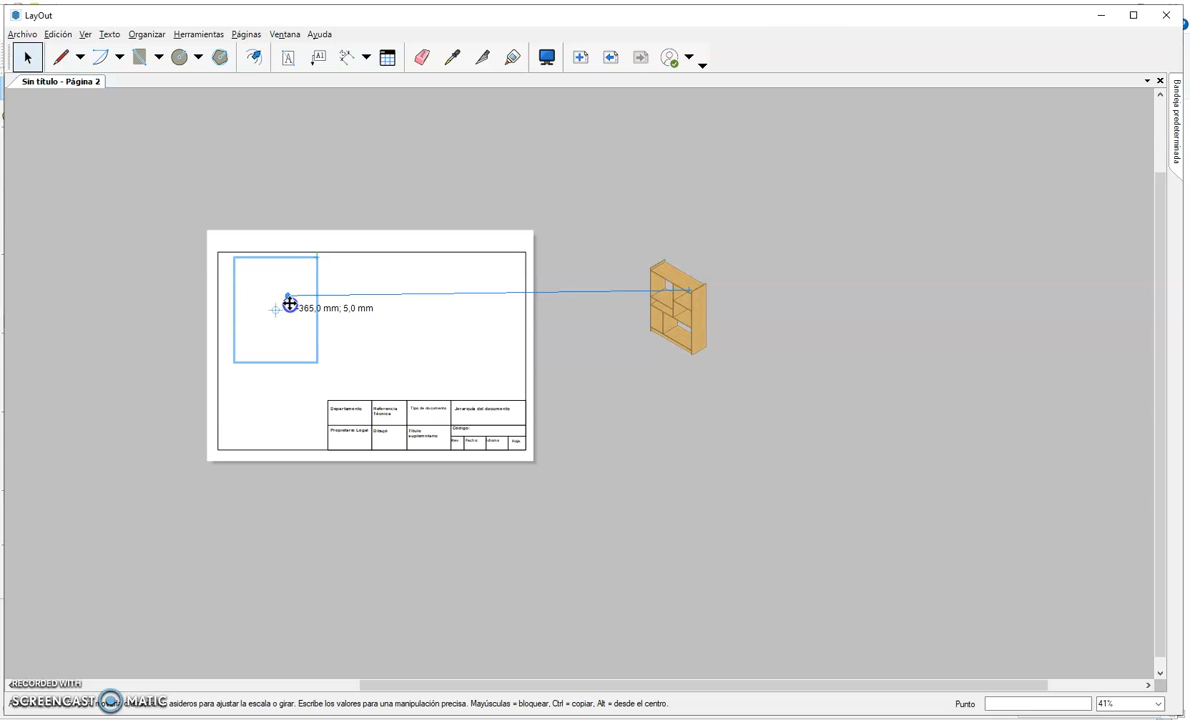 LayOut
Archivo Edición Ver Texto Organizar Herramientas Páginas Ventana Ayuda
Sin título - Página 2
Bandeja predeterminada
365,0 mm; 5,0 mm
Departamento Referencia Técnica Tipo de documento Jerarquía del documento
Propietario Legal Dibujó Título suplementario Código:
Rev Fecha Idioma Hoja
RECORDED WITH
SCREENCAST MATIC
asideros para ajustar la escala o girar. Escribe los valores para una manipulación precisa. Mayúsculas = bloquear, Ctrl = copiar, Alt = desde el centro.
Punto
41%